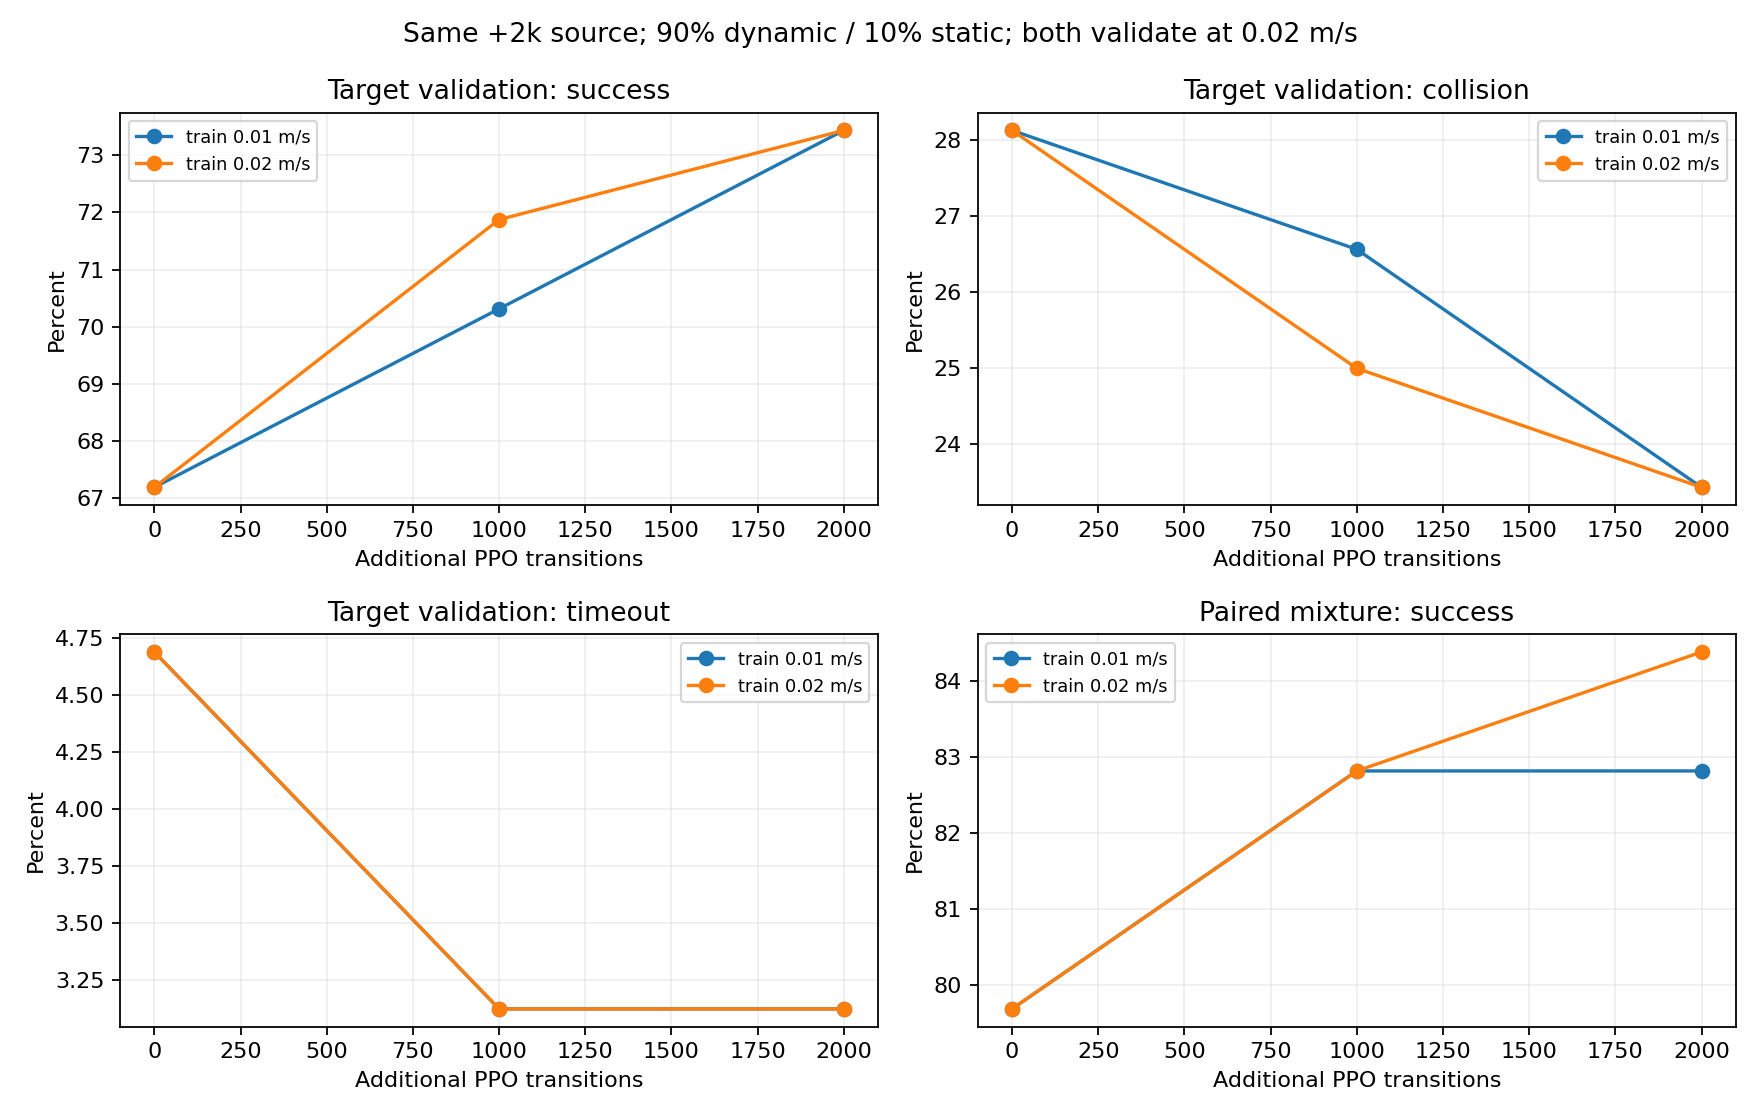 Same +2k source; 90% dynamic / 10% static; both validate at 0.02 m/s
Target validation: success
train 0.01 m/s
train 0.02 m/s
73
72
71
70
69
68
67
Percent
0 250 500 750 1000 1250 1500 1750 2000
Additional PPO transitions
Target validation: collision
train 0.01 m/s
train 0.02 m/s
28
27
26
25
24
Percent
0 250 500 750 1000 1250 1500 1750 2000
Additional PPO transitions
Target validation: timeout
train 0.01 m/s
train 0.02 m/s
4.75
4.50
4.25
4.00
3.75
3.50
3.25
Percent
0 250 500 750 1000 1250 1500 1750 2000
Additional PPO transitions
Paired mixture: success
train 0.01 m/s
train 0.02 m/s
84
83
82
81
80
Percent
0 250 500 750 1000 1250 1500 1750 2000
Additional PPO transitions